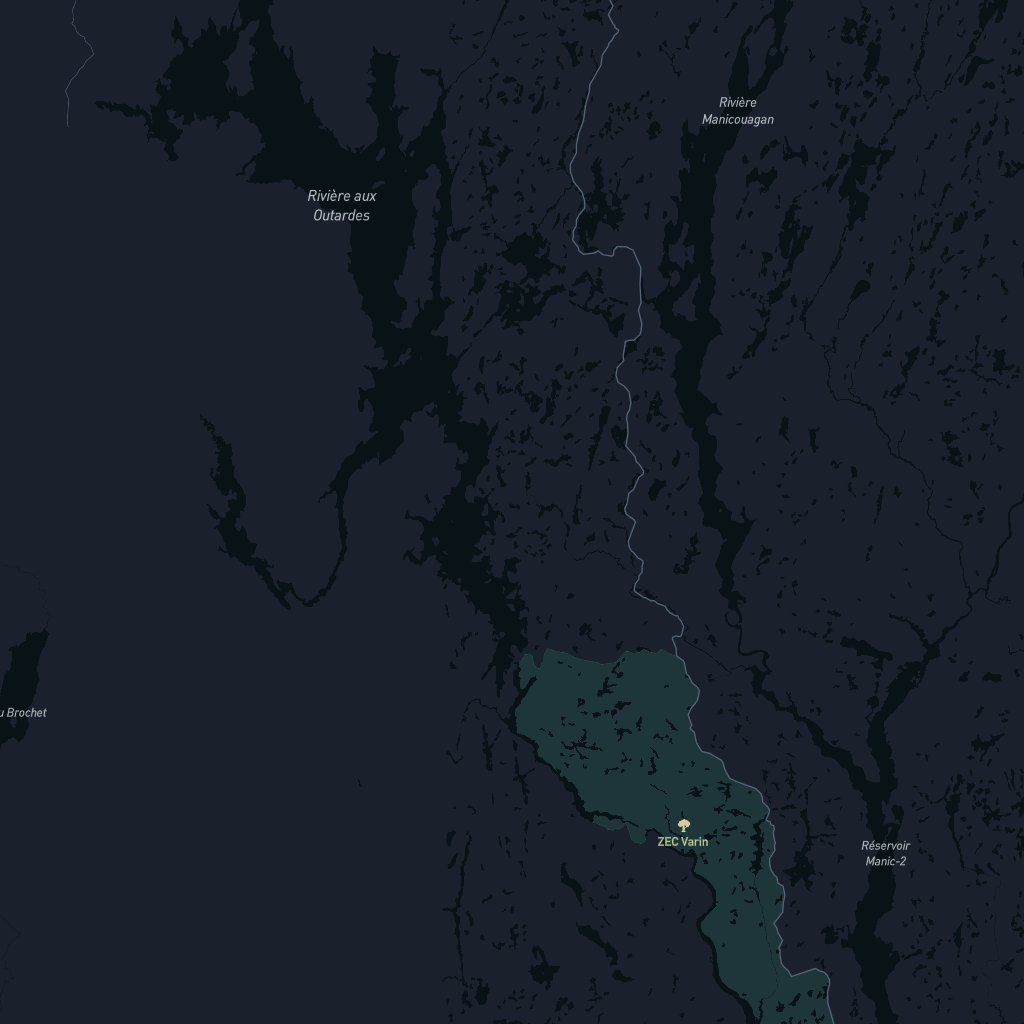 Rivière
Manicouagan
Rivière aux
Outardes
u Brochet
ZEC Varin
Réservoir
Manic-2